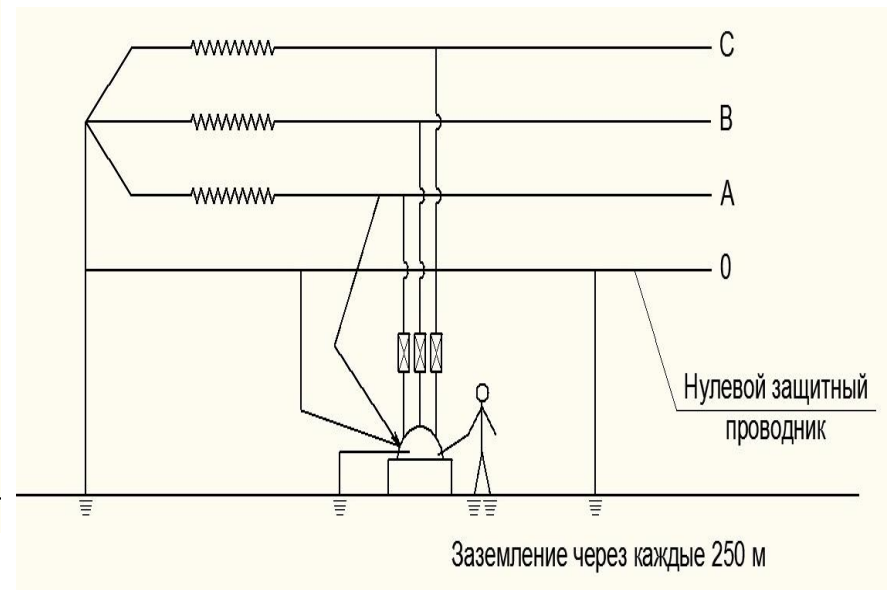 C
B
A
0
Нулевой защитный
проводник
Заземление через каждые 250 м